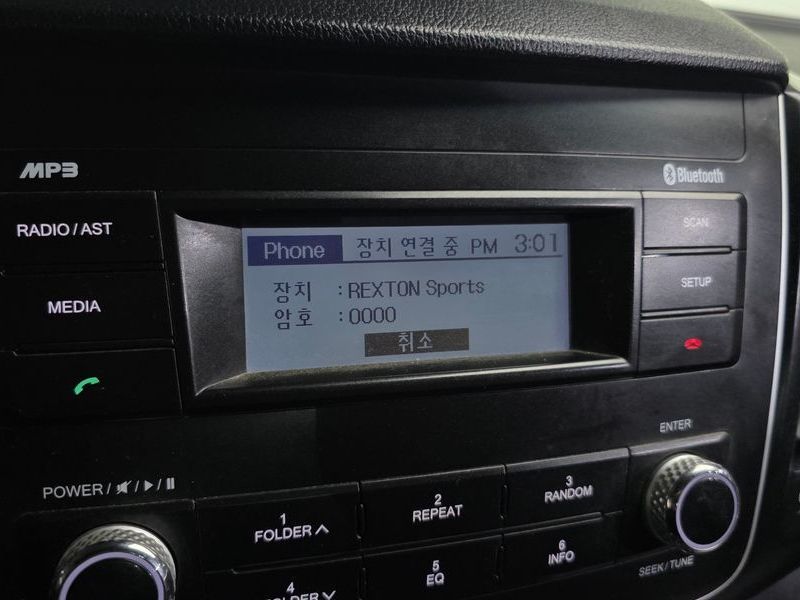 MP3
Bluetooth
RADIO/AST
MEDIA
Phone 장치 연결 중 PM 3:01
장치 : REXTON Sports
암호 : 0000
취소
SCAN
SETUP
ENTER
POWER / / /
1
FOLDER
2
REPEAT
3
RANDOM
4
FOLDER
5
EQ
6
INFO
SEEK/TUNE